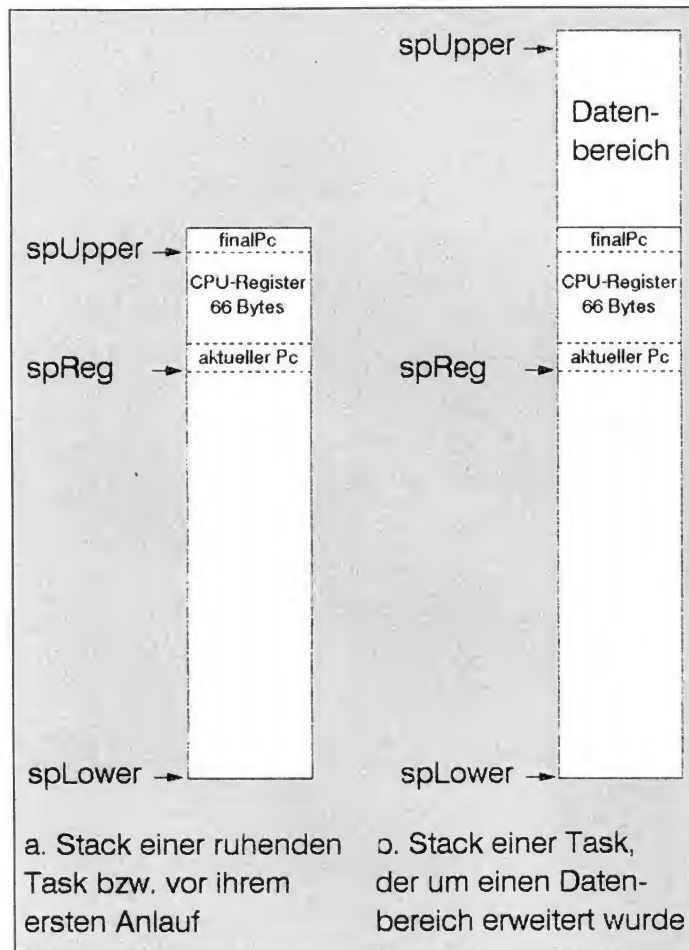 spUpper
Daten-
bereich
spUpper
finalPc
CPU-Register
66 Bytes
spReg
aktueller Pc
spLower
finalPc
CPU-Register
66 Bytes
spReg
aktueller Pc
spLower
a. Stack einer ruhenden
Task bzw. vor ihrem
ersten Anlauf
b. Stack einer Task,
der um einen Daten-
bereich erweitert wurde